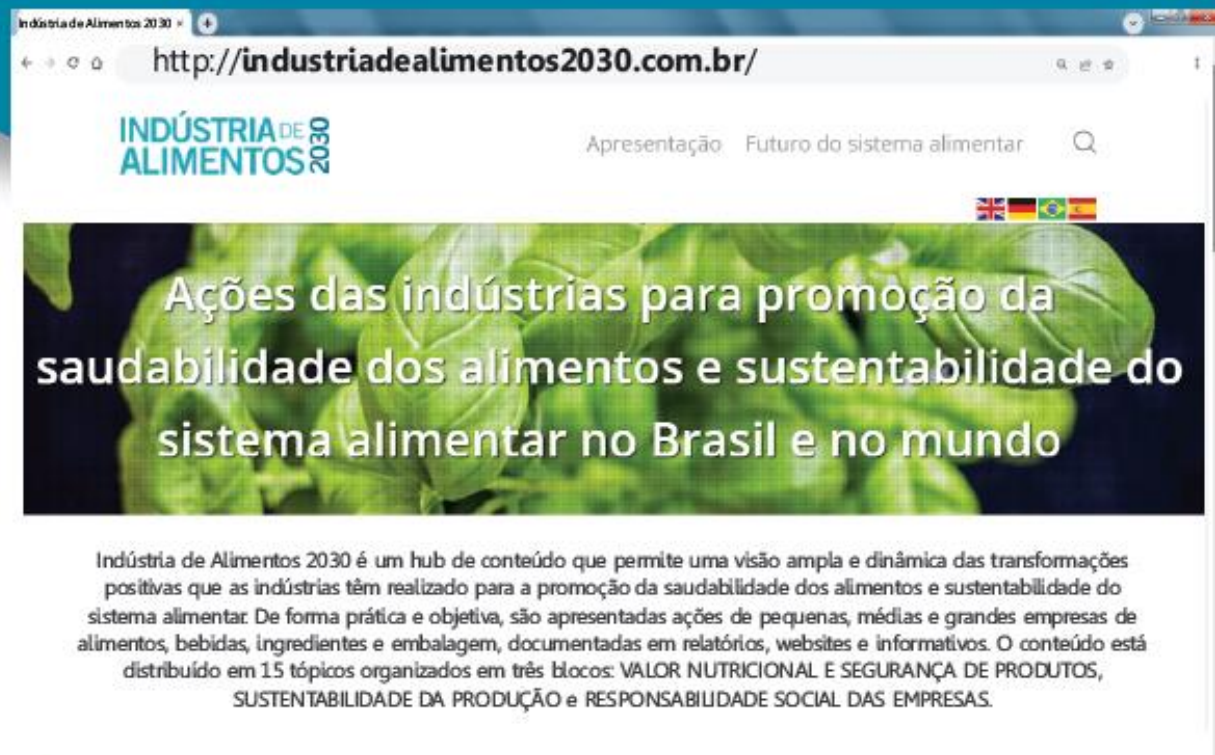 Indústria de Alimentos 2030
http://industriadealimentos2030.com.br/
INDÚSTRIA DE
ALIMENTOS 2030
Apresentação Futuro do sistema alimentar
Ações das indústrias para promoção da
saudabilidade dos alimentos e sustentabilidade do
sistema alimentar no Brasil e no mundo
Indústria de Alimentos 2030 é um hub de conteúdo que permite uma visão ampla e dinâmica das transformações
positivas que as indústrias têm realizado para a promoção da saudabilidade dos alimentos e sustentabilidade do
sistema alimentar. De forma prática e objetiva, são apresentadas ações de pequenas, médias e grandes empresas de
alimentos, bebidas, ingredientes e embalagem, documentadas em relatórios, websites e informativos. O conteúdo está
distribuído em 15 tópicos organizados em três blocos: VALOR NUTRICIONAL E SEGURANÇA DE PRODUTOS,
SUSTENTABILIDADE DA PRODUÇÃO e RESPONSABILIDADE SOCIAL DAS EMPRESAS.